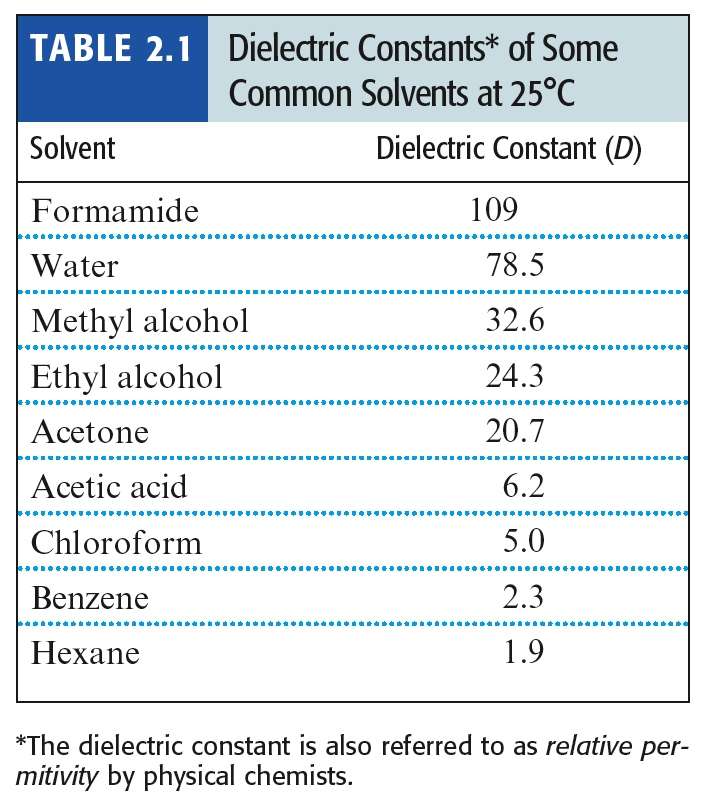 TABLE 2.1 Dielectric Constants* of Some
Common Solvents at 25°C
Solvent Dielectric Constant (D)
Formamide 109
Water 78.5
Methyl alcohol 32.6
Ethyl alcohol 24.3
Acetone 20.7
Acetic acid 6.2
Chloroform 5.0
Benzene 2.3
Hexane 1.9
*The dielectric constant is also referred to as relative per-
mitivity by physical chemists.